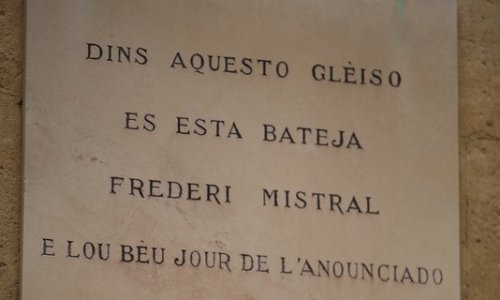 DINS AQUESTO GLÈISO
ES ESTA BATEJA
FREDERI MISTRAL
E LOU BÈU JOUR DE L'ANOUNCIADO